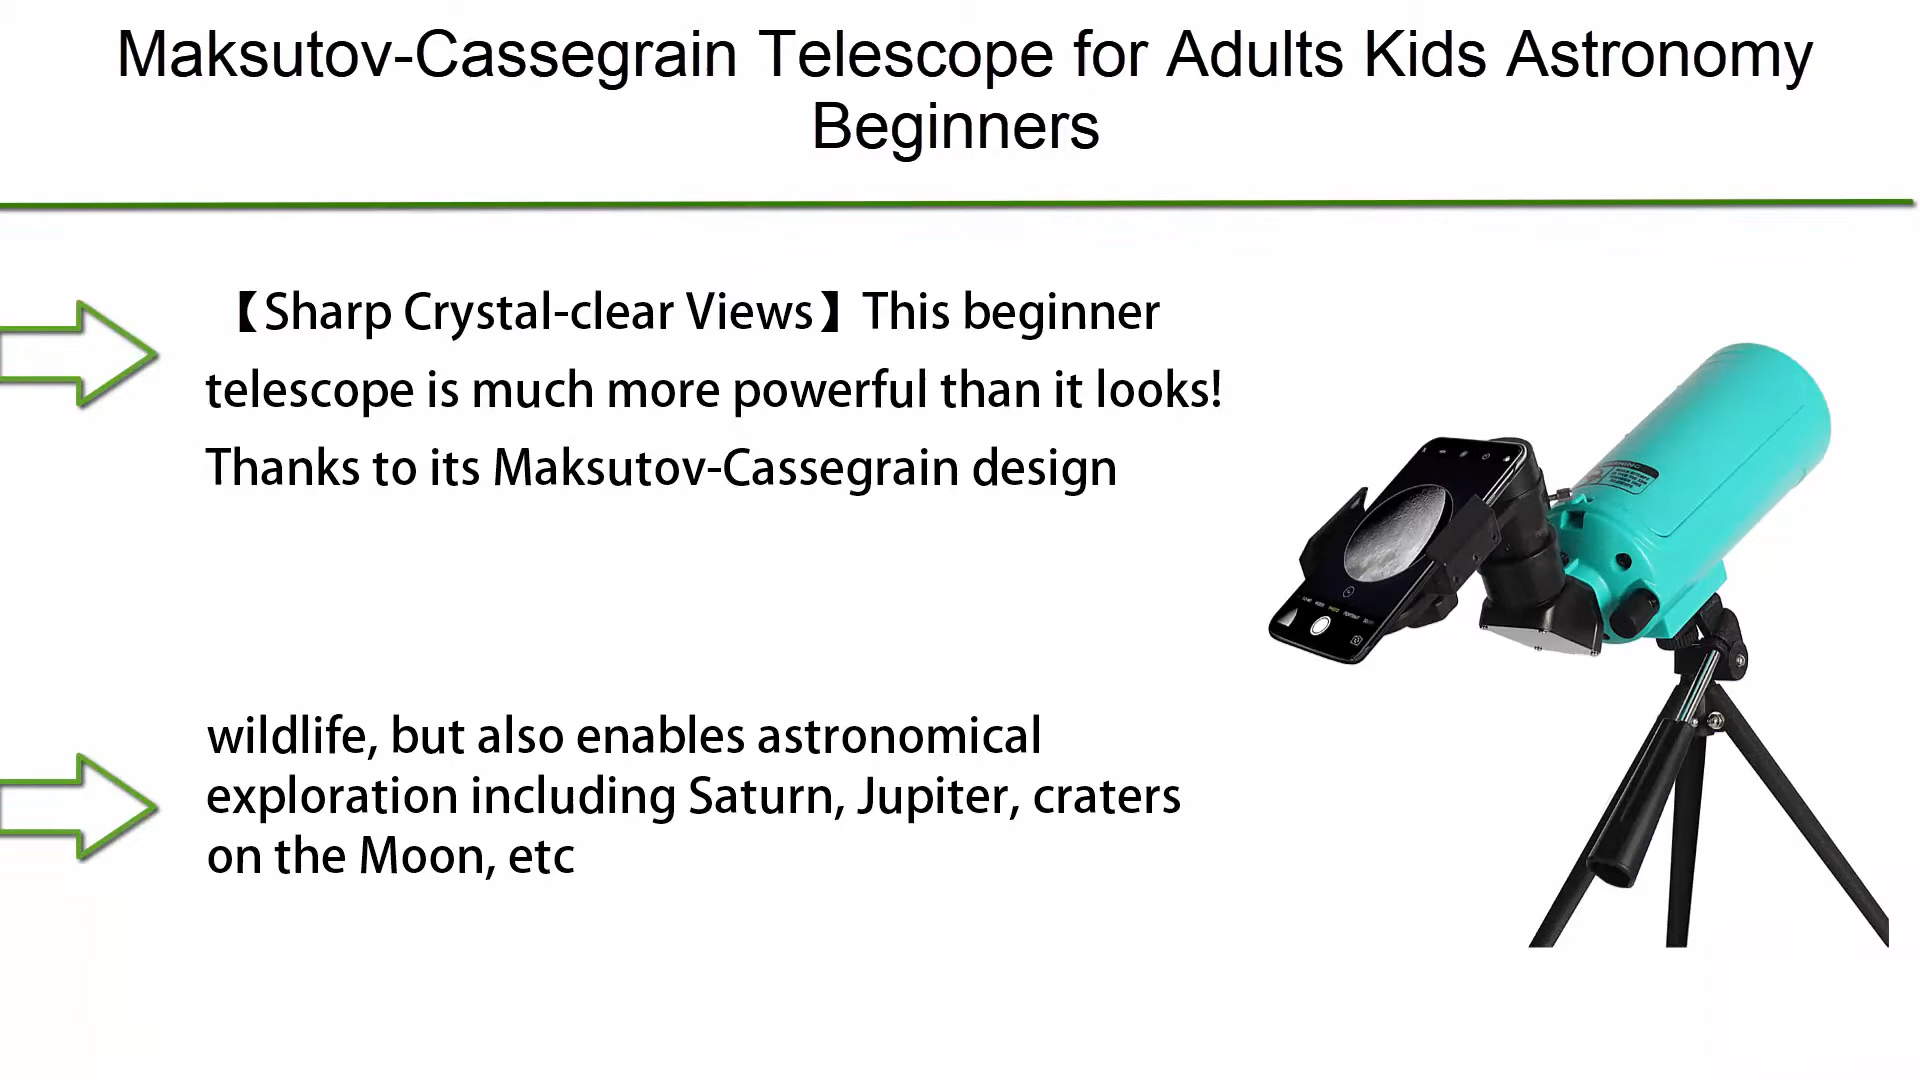 Maksutov-Cassegrain Telescope for Adults Kids Astronomy
Beginners
【Sharp Crystal-clear Views】This beginner
telescope is much more powerful than it looks!
Thanks to its Maksutov-Cassegrain design
wildlife, but also enables astronomical
exploration including Saturn, Jupiter, craters
on the Moon, etc